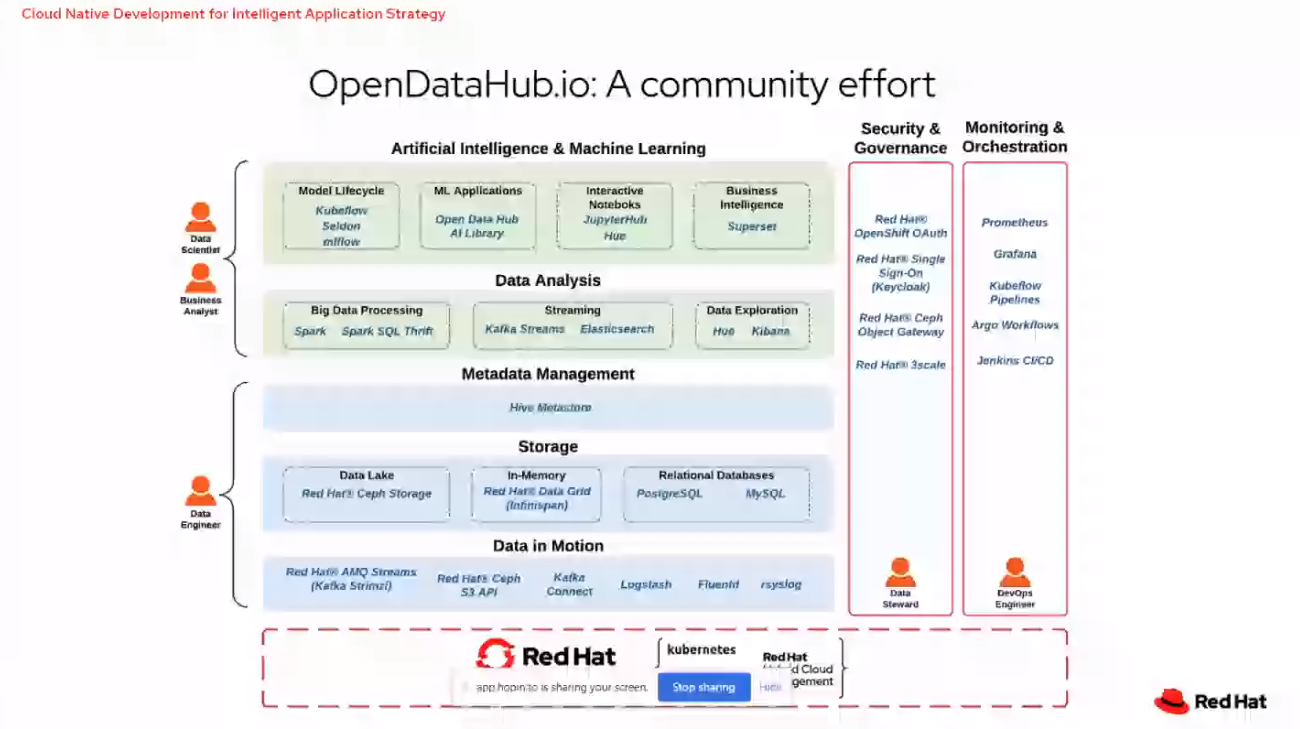 Cloud Native Development for Intelligent Application Strategy
OpenDataHub.io: A community effort
Artificial Intelligence & Machine Learning
Model Lifecycle
Kubeflow
Seldon
mlflow
ML Applications
Open Data Hub
AI Library
Interactive
Noteboks
JupyterHub
Hue
Business
Intelligence
Superset
Data
Scientist
Business
Analyst
Data Analysis
Big Data Processing
Spark Spark SQL Thrift
Streaming
Kafka Streams Elasticsearch
Data Exploration
Hue Kibana
Metadata Management
Hive Metastore
Storage
Data Lake
Red Hat® Ceph Storage
In-Memory
Red Hat® Data Grid
(Infinispan)
Relational Databases
PostgreSQL MySQL
Data
Engineer
Data in Motion
Red Hat® AMQ Streams
(Kafka Strimzi)
Red Hat® Ceph
S3 API
Kafka
Connect
Logstash
Fluentd
rsyslog
Security &
Governance
Red Hat®
OpenShift OAuth
Red Hat® Single
Sign-On
(Keycloak)
Red Hat® Ceph
Object Gateway
Red Hat® 3scale
Data
Steward
Monitoring &
Orchestration
Prometheus
Grafana
Kubeflow
Pipelines
Argo Workflows
Jenkins CI/CD
DevOps
Engineer
Red Hat
kubernetes
Red Hat
Cloud
app.hopin.to is sharing your screen.
Stop sharing
Hide
Red Hat